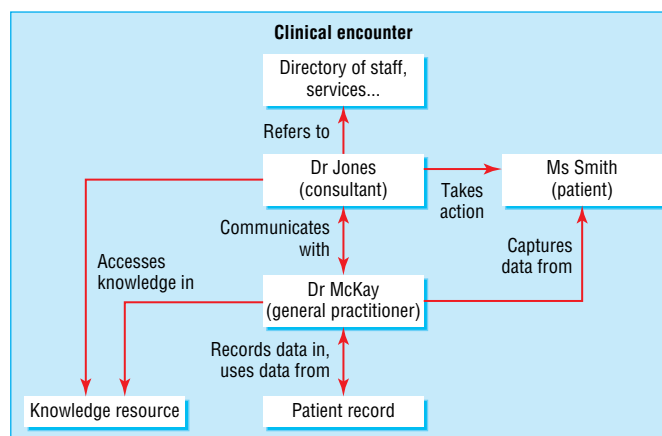 Clinical encounter
Directory of staff,
services...
Refers to
Dr Jones
(consultant)
Takes
action
Ms Smith
(patient)
Communicates
with
Captures
data from
Accesses
knowledge in
Dr McKay
(general practitioner)
Records data in,
uses data from
Knowledge resource
Patient record